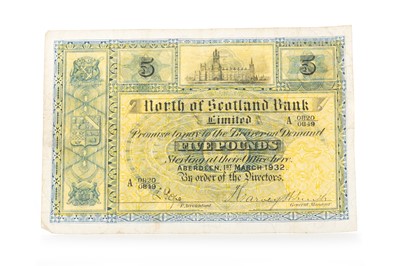 5 5
North of Scotland Bank
Limited A 0820
0849
Promise to pay to the Bearer on Demand
FIVE POUNDS
Sterling at their Office here
A 0820
0849
ABERDEEN, 1ST MARCH 1932
By order of the Directors.